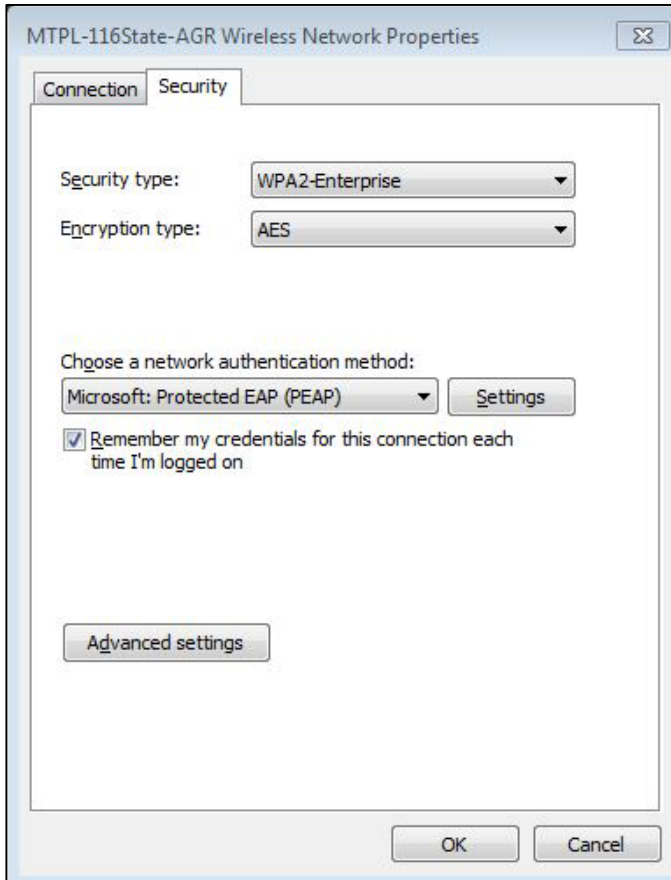 MTPL-116State-AGR Wireless Network Properties
Connection Security
Security type: WPA2-Enterprise
Encryption type: AES
Choose a network authentication method:
Microsoft: Protected EAP (PEAP) Settings
Remember my credentials for this connection each
time I'm logged on
Advanced settings
OK Cancel